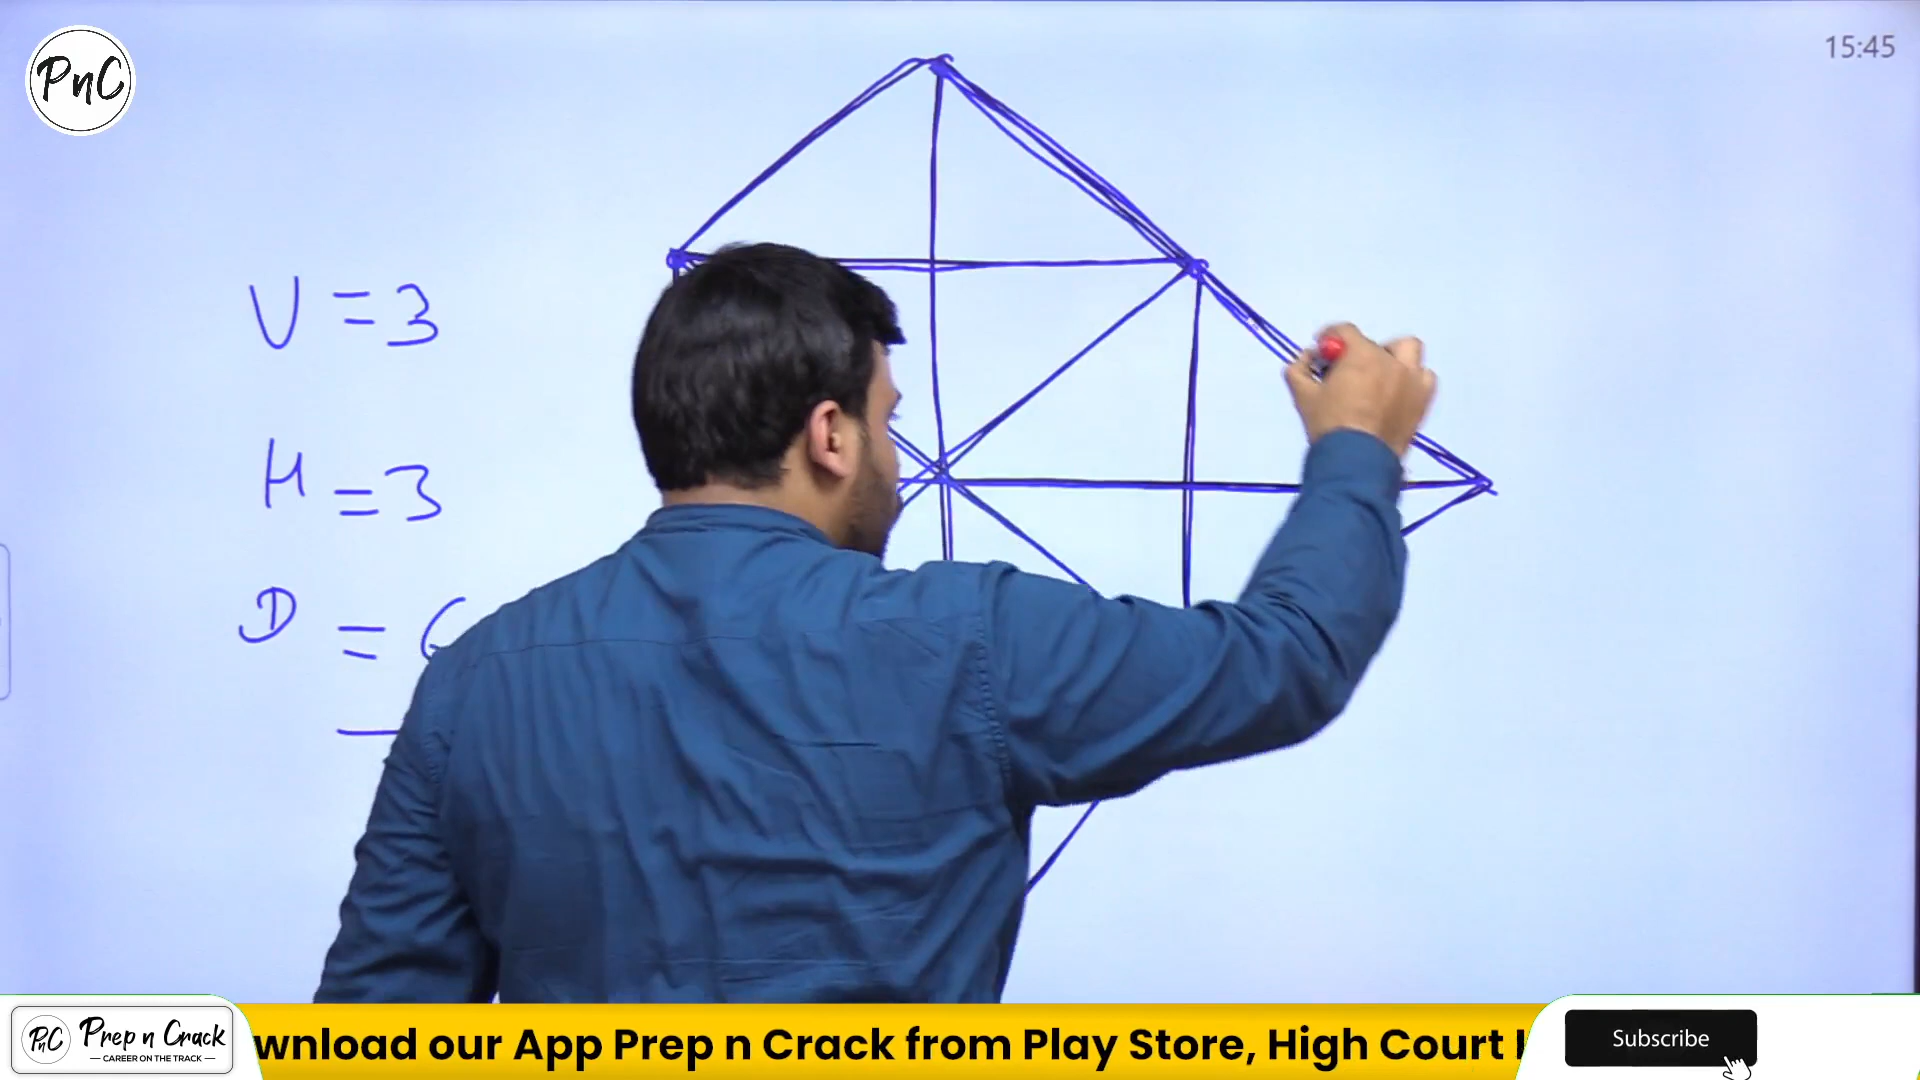 PnC
15:45
V = 3
H = 3
D = 6
PnC Prep n Crack
CAREER ON THE TRACK
wnload our App Prep n Crack from Play Store, High Court
Subscribe